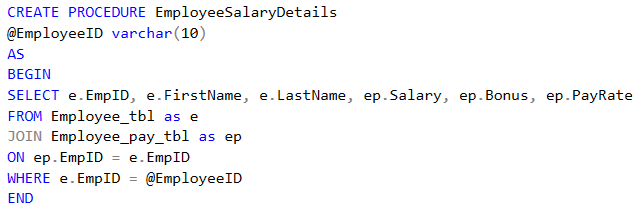 CREATE PROCEDURE EmployeeSalaryDetails
@EmployeeID varchar(10)
AS
BEGIN
SELECT e.EmpID, e.FirstName, e.LastName, ep.Salary, ep.Bonus, ep.PayRate
FROM Employee_tbl as e
JOIN Employee_pay_tbl as ep
ON ep.EmpID = e.EmpID
WHERE e.EmpID = @EmployeeID
END